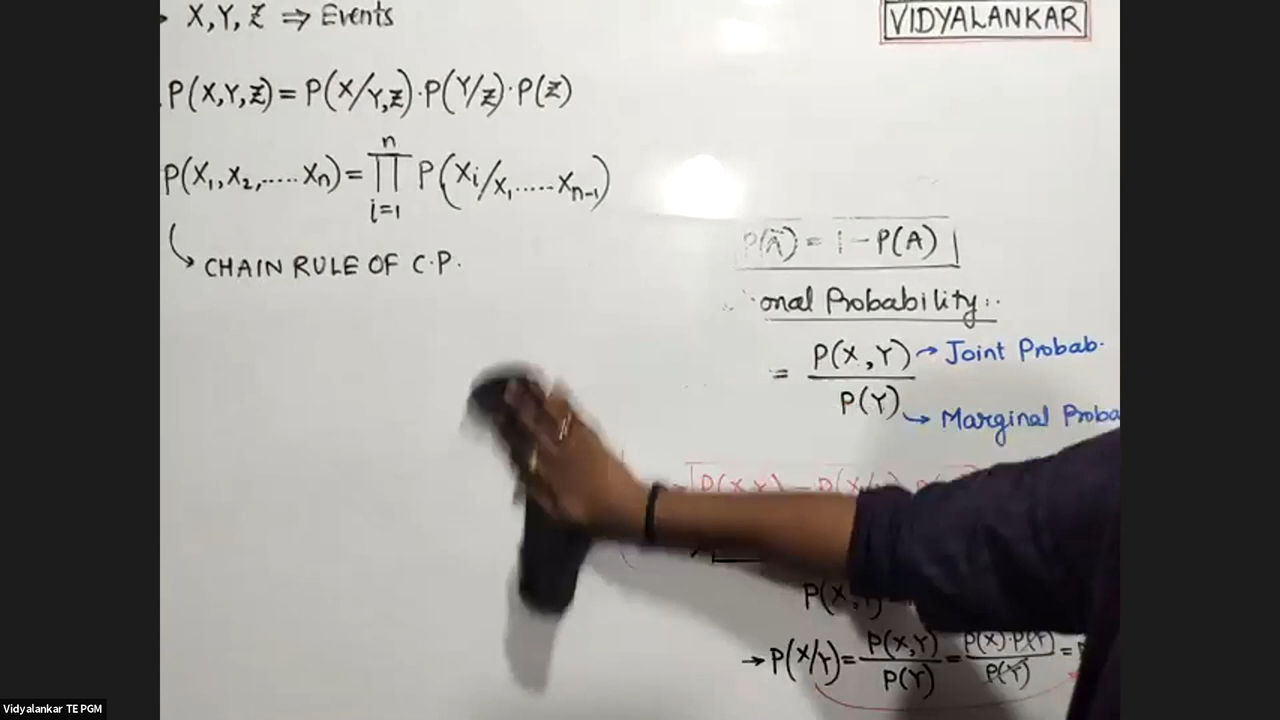 X, Y, Z ⇒ Events
P(X,Y,Z) = P(X/Y,Z)·P(Y/Z)·P(Z)
P(X₁, X₂, ..... Xn) = n ∏ i=1 P(Xi/X₁ ..... Xn-1)
CHAIN RULE OF C.P.
VIDYALANKAR
P(Ā) = 1 - P(A)
onal Probability:.
= P(X,Y) / P(Y)
→ Joint Probab.
→ Marginal Proba
P(X,Y) = P(X/
P(X,
→ P(X/Y) = P(X,Y) / P(Y) = P(X)·P(Y) / P(Y) =
Vidyalankar TE PGM